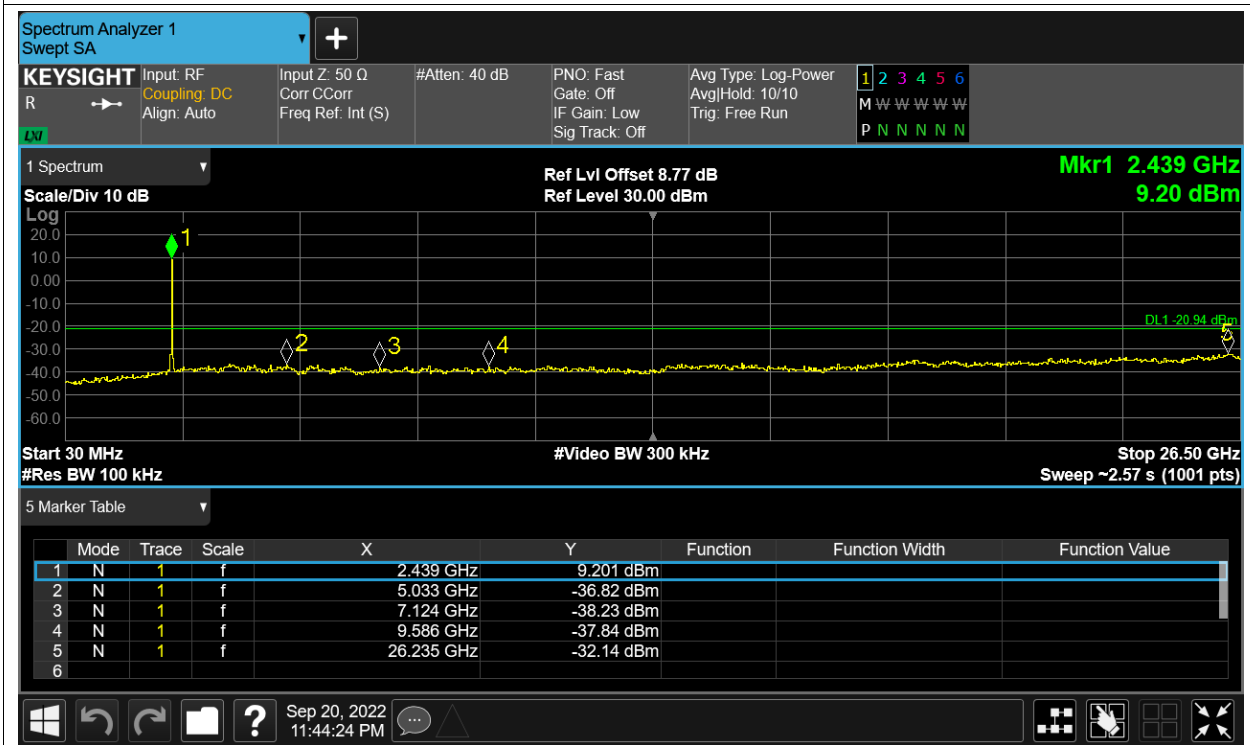 Spectrum Analyzer 1
Swept SA
KEYSIGHT
R
LXI
Input: RF
Coupling: DC
Align: Auto
Input Z: 50 Ω
Corr CCorr
Freq Ref: Int (S)
#Atten: 40 dB
PNO: Fast
Gate: Off
IF Gain: Low
Sig Track: Off
Avg Type: Log-Power
Avg|Hold: 10/10
Trig: Free Run
1 2 3 4 5 6
M W W W W W
P N N N N N
1 Spectrum
Scale/Div 10 dB
Ref Lvl Offset 8.77 dB
Ref Level 30.00 dBm
Mkr1 2.439 GHz
9.20 dBm
Log
20.0
10.0
0.00
-10.0
-20.0
-30.0
-40.0
-50.0
-60.0
1
2
3
4
5
DL1 -20.94 dBm
Start 30 MHz
#Res BW 100 kHz
#Video BW 300 kHz
Stop 26.50 GHz
Sweep ~2.57 s (1001 pts)
5 Marker Table
Mode Trace Scale X Y Function Function Width Function Value
1 N 1 f 2.439 GHz 9.201 dBm
2 N 1 f 5.033 GHz -36.82 dBm
3 N 1 f 7.124 GHz -38.23 dBm
4 N 1 f 9.586 GHz -37.84 dBm
5 N 1 f 26.235 GHz -32.14 dBm
6
?
Sep 20, 2022
11:44:24 PM